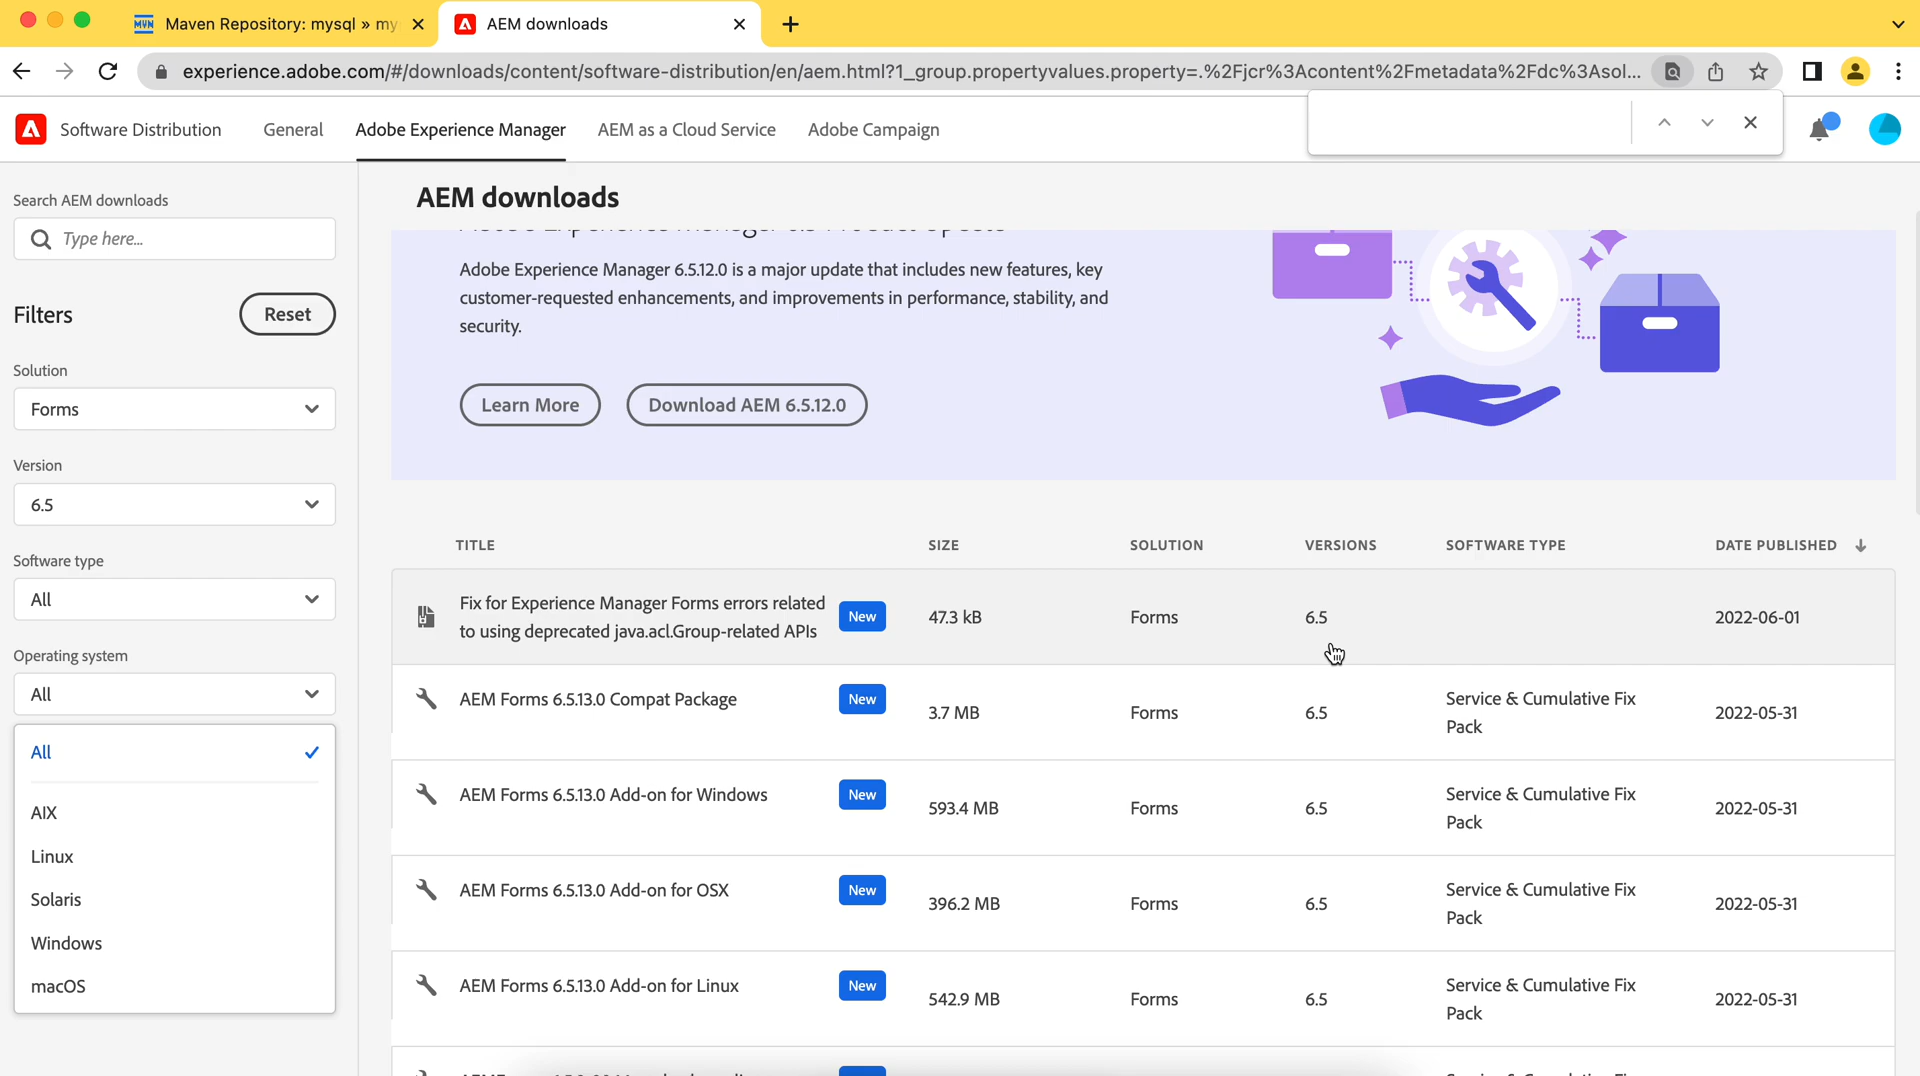 Maven Repository: mysql » my
AEM downloads
experience.adobe.com/#/downloads/content/software-distribution/en/aem.html?1_group.propertyvalues.property=.%2Fjcr%3Acontent%2Fmetadata%2Fdc%3Asol...
Software Distribution
General
Adobe Experience Manager
AEM as a Cloud Service
Adobe Campaign
Search AEM downloads
Type here...
Filters
Reset
Solution
Forms
Version
6.5
Software type
All
Operating system
All
All
AIX
Linux
Solaris
Windows
macOS
AEM downloads
Adobe Experience Manager 6.5.12.0 is a major update that includes new features, key
customer-requested enhancements, and improvements in performance, stability, and
security.
Learn More
Download AEM 6.5.12.0
TITLE SIZE SOLUTION VERSIONS SOFTWARE TYPE DATE PUBLISHED
Fix for Experience Manager Forms errors related
to using deprecated java.acl.Group-related APIs
New
47.3 kB
Forms
6.5
2022-06-01
AEM Forms 6.5.13.0 Compat Package
New
3.7 MB
Forms
6.5
Service & Cumulative Fix
Pack
2022-05-31
AEM Forms 6.5.13.0 Add-on for Windows
New
593.4 MB
Forms
6.5
Service & Cumulative Fix
Pack
2022-05-31
AEM Forms 6.5.13.0 Add-on for OSX
New
396.2 MB
Forms
6.5
Service & Cumulative Fix
Pack
2022-05-31
AEM Forms 6.5.13.0 Add-on for Linux
New
542.9 MB
Forms
6.5
Service & Cumulative Fix
Pack
2022-05-31